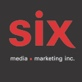 six
media + marketing inc.